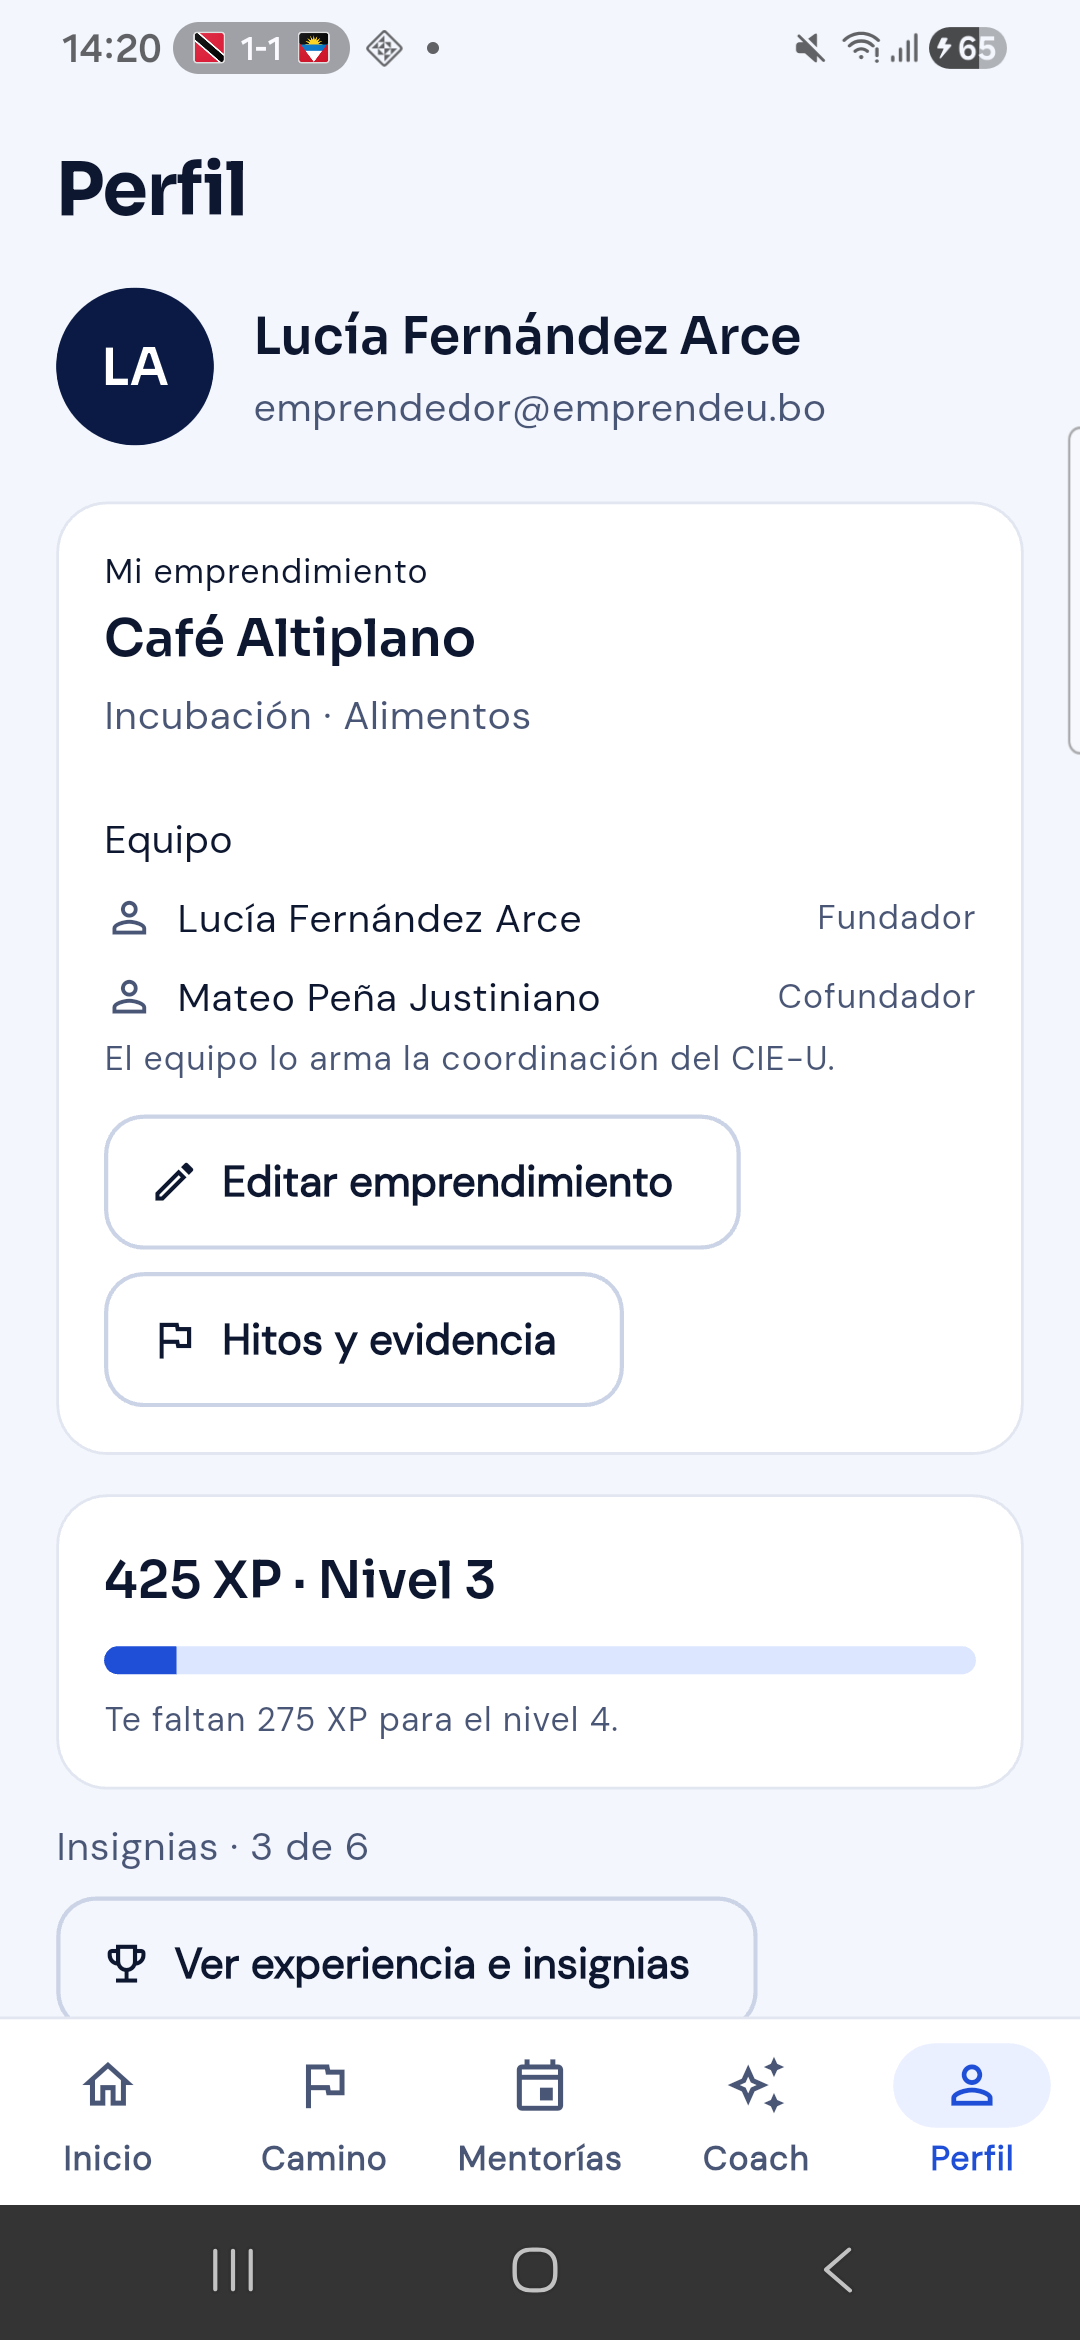 14:20
1-1
65
Perfil
LA
Lucía Fernández Arce
emprendedor@emprendeu.bo
Mi emprendimiento
Café Altiplano
Incubación · Alimentos
Equipo
Lucía Fernández Arce Fundador
Mateo Peña Justiniano Cofundador
El equipo lo arma la coordinación del CIE-U.
Editar emprendimiento
Hitos y evidencia
425 XP · Nivel 3
Te faltan 275 XP para el nivel 4.
Insignias · 3 de 6
Ver experiencia e insignias
Inicio Camino Mentorías Coach Perfil